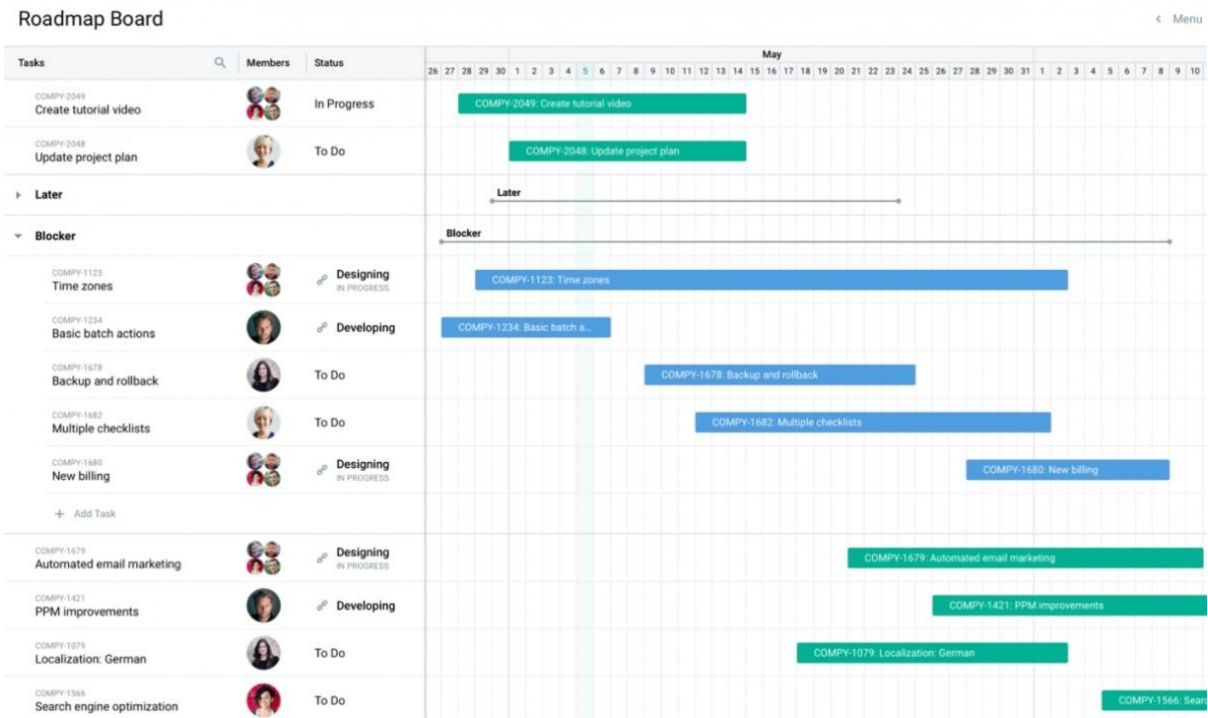 Roadmap Board
Menu
Tasks Members Status
May
26 27 28 29 30 1 2 3 4 5 6 7 8 9 10 11 12 13 14 15 16 17 18 19 20 21 22 23 24 25 26 27 28 29 30 31 1 2 3 4 5 6 7 8 9 10
COMPY-2049
Create tutorial video
In Progress
COMPY-2049: Create tutorial video
COMPY-2048
Update project plan
To Do
COMPY-2048: Update project plan
Later
Later
Blocker
Blocker
COMPY-1123
Time zones
Designing
IN PROGRESS
COMPY-1123: Time zones
COMPY-1234
Basic batch actions
Developing
COMPY-1234: Basic batch a...
COMPY-1678
Backup and rollback
To Do
COMPY-1678: Backup and rollback
COMPY-1682
Multiple checklists
To Do
COMPY-1682: Multiple checklists
COMPY-1680
New billing
Designing
IN PROGRESS
COMPY-1680: New billing
+ Add Task
COMPY-1679
Automated email marketing
Designing
IN PROGRESS
COMPY-1679: Automated email marketing
COMPY-1421
PPM improvements
Developing
COMPY-1421: PPM improvements
COMPY-1079
Localization: German
To Do
COMPY-1079: Localization: German
COMPY-1566
Search engine optimization
To Do
COMPY-1566: Searc